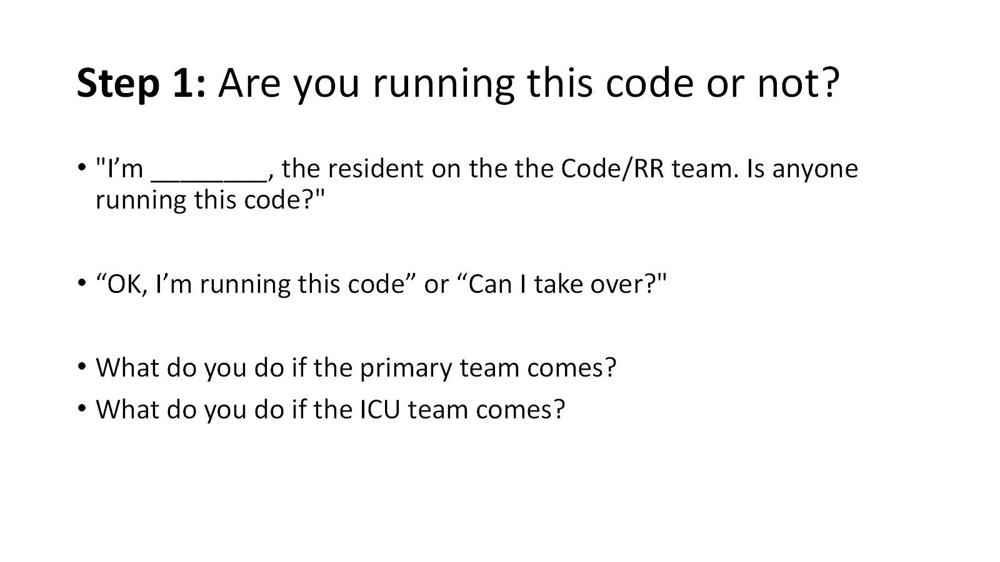 Step 1: Are you running this code or not?
• "I’m ________, the resident on the the Code/RR team. Is anyone
running this code?"
• “OK, I’m running this code” or “Can I take over?"
• What do you do if the primary team comes?
• What do you do if the ICU team comes?